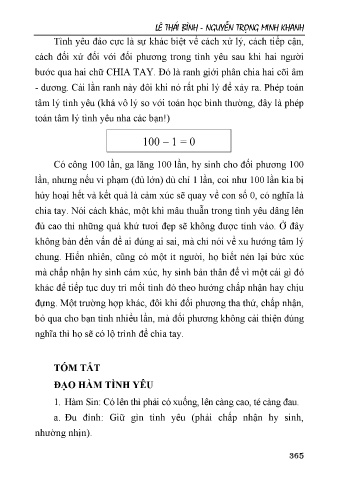 LÊ THÁI BÌNH - NGUYỄN TRỌNG MINH KHANH
Tình yêu đảo cực là sự khác biệt về cách xử lý, cách tiếp cận,
cách đối xử đối với đối phương trong tình yêu sau khi hai người
bước qua hai chữ CHIA TAY. Đó là ranh giới phân chia hai cõi âm
- dương. Cái lằn ranh này đôi khi nó rất phi lý để xảy ra. Phép toán
tâm lý tình yêu (khá vô lý so với toán học bình thường, đây là phép
toán tâm lý tình yêu nha các bạn!)
100 – 1 = 0
Có công 100 lần, ga lăng 100 lần, hy sinh cho đối phương 100
lần, nhưng nếu vi phạm (đủ lớn) dù chỉ 1 lần, coi như 100 lần kia bị
hủy hoại hết và kết quả là cảm xúc sẽ quay về con số 0, có nghĩa là
chia tay. Nói cách khác, một khi mâu thuẫn trong tình yêu dâng lên
đủ cao thì những quá khứ tươi đẹp sẽ không được tính vào. Ở đây
không bàn đến vấn đề ai đúng ai sai, mà chỉ nói về xu hướng tâm lý
chung. Hiển nhiên, cũng có một ít người, họ biết nén lại bức xúc
mà chấp nhận hy sinh cảm xúc, hy sinh bản thân để vì một cái gì đó
khác để tiếp tục duy trì mối tình đó theo hướng chấp nhận hay chịu
đựng. Một trường hợp khác, đôi khi đối phương tha thứ, chấp nhận,
bỏ qua cho bạn tính nhiều lần, mà đối phương không cải thiện đúng
nghĩa thì họ sẽ có lộ trình để chia tay.
TÓM TẮT
ĐẠO HÀM TÌNH YÊU
1. Hàm Sin: Có lên thì phải có xuống, lên càng cao, té càng đau.
a. Đu đỉnh: Giữ gìn tình yêu (phải chấp nhận hy sinh,
nhường nhịn).
365